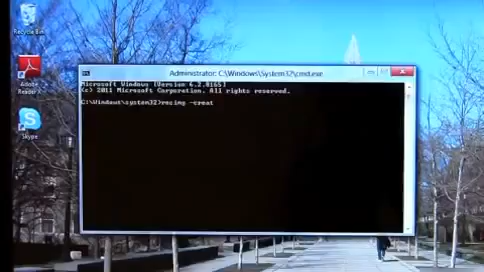 Recycle Bin
Adobe
Reader X
Skype
Administrator: C:\Windows\System32\cmd.exe
Microsoft Windows [Version 6.2.8165]
(c) 2011 Microsoft Corporation. All rights reserved.
C:\Windows\system32>recimg -creat